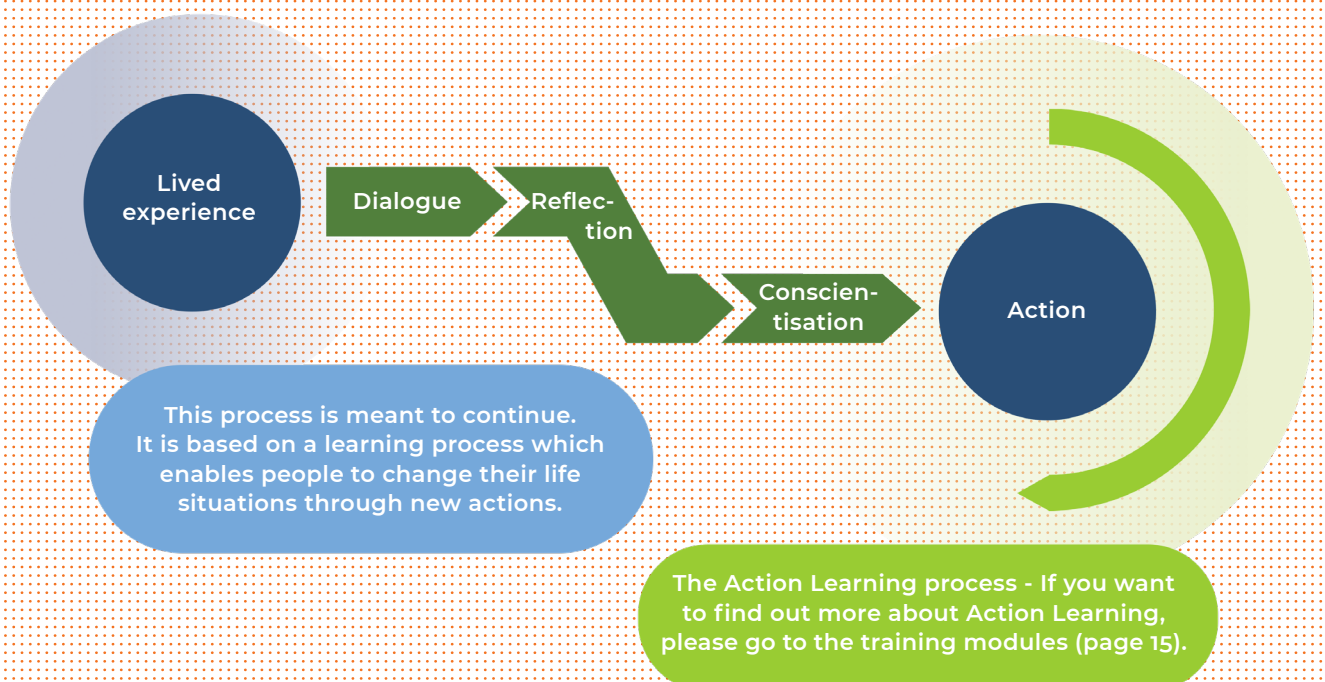 Lived
experience
Dialogue
Reflec-
tion
Conscien-
tisation
Action
This process is meant to continue.
It is based on a learning process which
enables people to change their life
situations through new actions.
The Action Learning process - If you want
to find out more about Action Learning,
please go to the training modules (page 15).